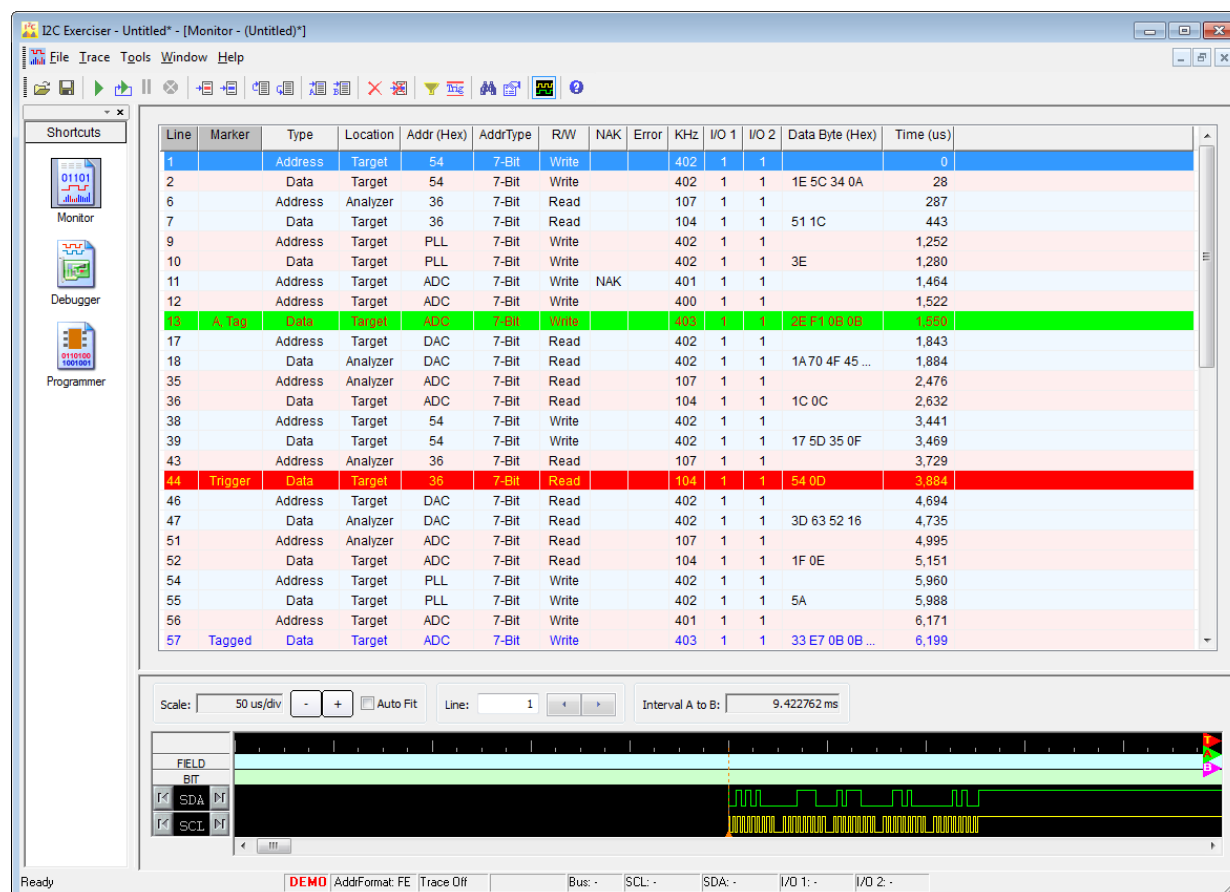 I2C Exerciser - Untitled* - [Monitor - (Untitled)*]
File Trace Tools Window Help
Shortcuts
Monitor
Debugger
Programmer
Line Marker Type Location Addr (Hex) AddrType R/W NAK Error KHz I/O 1 I/O 2 Data Byte (Hex) Time (us)
1 Address Target 54 7-Bit Write 402 1 1 0
2 Data Target 54 7-Bit Write 402 1 1 1E 5C 34 0A 28
6 Address Analyzer 36 7-Bit Read 107 1 1 287
7 Data Target 36 7-Bit Read 104 1 1 51 1C 443
9 Address Target PLL 7-Bit Write 402 1 1 1,252
10 Data Target PLL 7-Bit Write 402 1 1 3E 1,280
11 Address Target ADC 7-Bit Write NAK 401 1 1 1,464
12 Address Target ADC 7-Bit Write 400 1 1 1,522
13 A, Tag Data Target ADC 7-Bit Write 403 1 1 2E F1 0B 0B 1,550
17 Address Target DAC 7-Bit Read 402 1 1 1,843
18 Data Analyzer DAC 7-Bit Read 402 1 1 1A 70 4F 45 ... 1,884
35 Address Analyzer ADC 7-Bit Read 107 1 1 2,476
36 Data Target ADC 7-Bit Read 104 1 1 1C 0C 2,632
38 Address Target 54 7-Bit Write 402 1 1 3,441
39 Data Target 54 7-Bit Write 402 1 1 17 5D 35 0F 3,469
43 Address Analyzer 36 7-Bit Read 107 1 1 3,729
44 Trigger Data Target 36 7-Bit Read 104 1 1 54 0D 3,884
46 Address Target DAC 7-Bit Read 402 1 1 4,694
47 Data Analyzer DAC 7-Bit Read 402 1 1 3D 63 52 16 4,735
51 Address Analyzer ADC 7-Bit Read 107 1 1 4,995
52 Data Target ADC 7-Bit Read 104 1 1 1F 0E 5,151
54 Address Target PLL 7-Bit Write 402 1 1 5,960
55 Data Target PLL 7-Bit Write 402 1 1 5A 5,988
56 Address Target ADC 7-Bit Write 401 1 1 6,171
57 Tagged Data Target ADC 7-Bit Write 403 1 1 33 E7 0B 0B ... 6,199
Scale: 50 us/div - + Auto Fit Line: 1 Interval A to B: 9.422762 ms
T
FIELD A
BIT B
SDA
SCL
Ready DEMO AddrFormat: FE Trace Off Bus: - SCL: - SDA: - I/O 1: - I/O 2: -